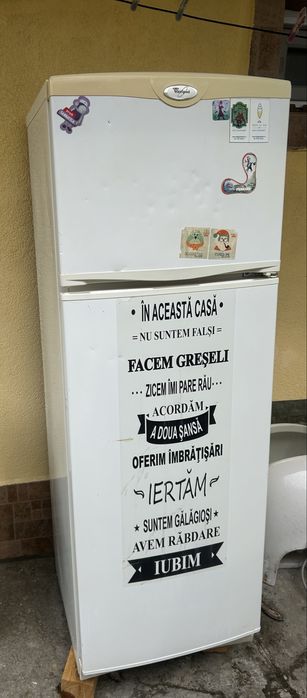 Whirlpool
• ÎN ACEASTĂ CASĂ •
= NU SUNTEM FALȘI =
FACEM GREȘELI
••• ZICEM ÎMI PARE RĂU •••
ACORDĂM
A DOUA ȘANSĂ
OFERIM ÎMBRĂȚIȘĂRI
~IERTĂM~
★ SUNTEM GĂLĂGIOȘI ★
AVEM RĂBDARE
IUBIM